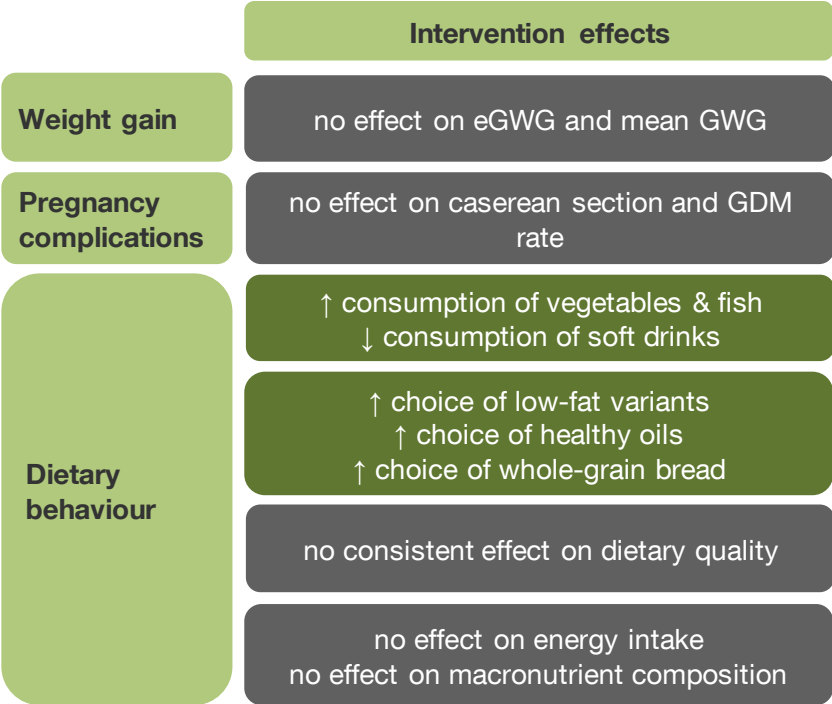 Intervention effects
Weight gain
no effect on eGWG and mean GWG
Pregnancy
complications
no effect on caserean section and GDM
rate
Dietary
behaviour
↑ consumption of vegetables & fish
↓ consumption of soft drinks
↑ choice of low-fat variants
↑ choice of healthy oils
↑ choice of whole-grain bread
no consistent effect on dietary quality
no effect on energy intake
no effect on macronutrient composition